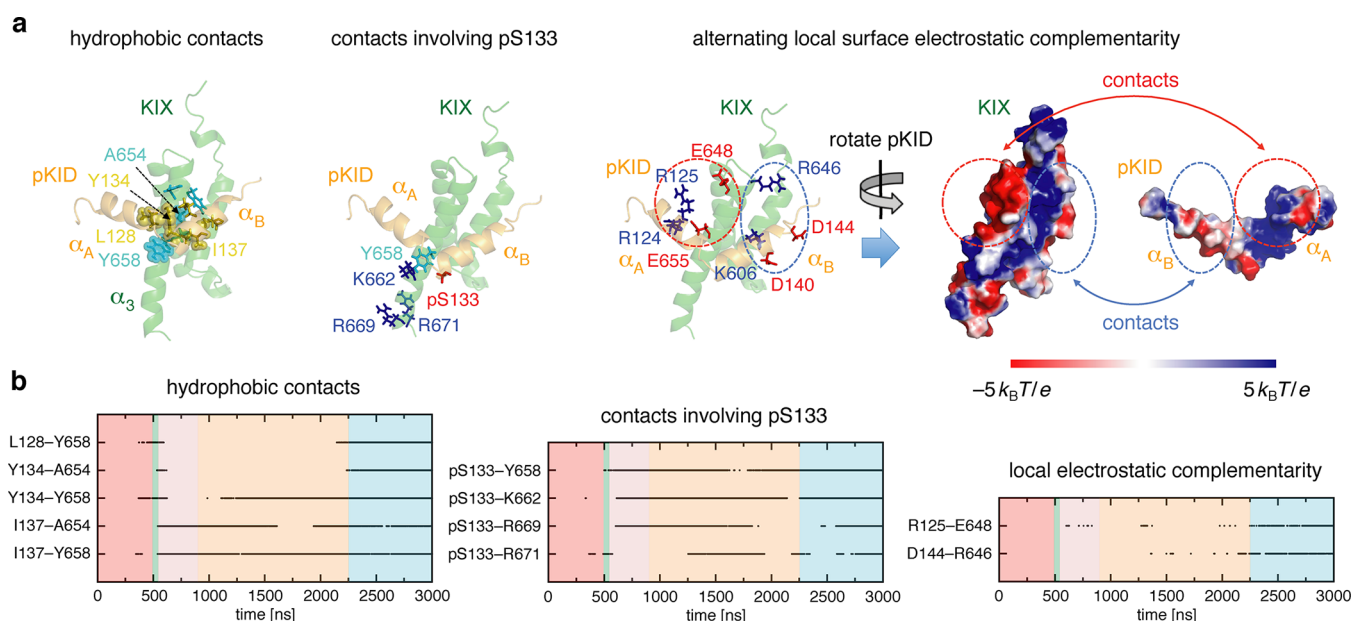 a
hydrophobic contacts
contacts involving pS133
alternating local surface electrostatic complementarity
KIX
A654
pKID
Y134
αB
L128
αA
Y658
I137
α3
KIX
pKID
αA
Y658
αB
K662
pS133
R669
R671
KIX
E648
pKID
R125
R646
R124
D144
αA
E655
K606
αB
D140
rotate pKID
contacts
KIX
pKID
αB
αA
contacts
−5 kBT/e
5 kBT/e
b
hydrophobic contacts
L128–Y658
Y134–A654
Y134–Y658
I137–A654
I137–Y658
0 500 1000 1500 2000 2500 3000
time [ns]
contacts involving pS133
pS133–Y658
pS133–K662
pS133–R669
pS133–R671
0 500 1000 1500 2000 2500 3000
time [ns]
local electrostatic complementarity
R125–E648
D144–R646
0 500 1000 1500 2000 2500 3000
time [ns]